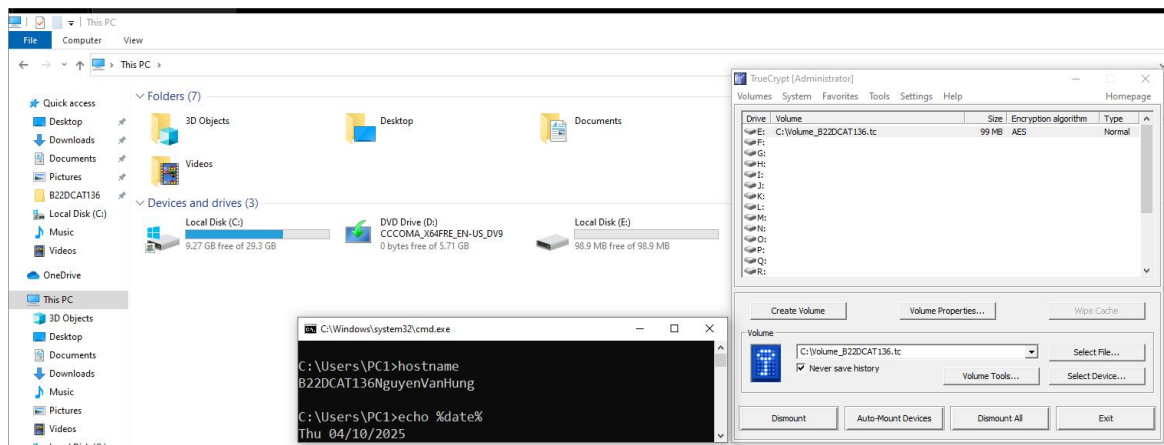 This PC
File Computer View
This PC
Quick access
Desktop
Downloads
Documents
Pictures
B22DCAT136
Local Disk (C:)
Music
Videos
OneDrive
This PC
3D Objects
Desktop
Documents
Downloads
Music
Pictures
Videos
Folders (7)
3D Objects Desktop Documents
Videos
Devices and drives (3)
Local Disk (C:)
9.27 GB free of 29.3 GB
DVD Drive (D:)
CCCOMA_X64FRE_EN-US_DV9
0 bytes free of 5.71 GB
Local Disk (E:)
98.9 MB free of 98.9 MB
C:\Windows\system32\cmd.exe
C:\Users\PC1>hostname
B22DCAT136NguyenVanHung
C:\Users\PC1>echo %date%
Thu 04/10/2025
TrueCrypt [Administrator]
Volumes System Favorites Tools Settings Help Homepage
Drive Volume Size Encryption algorithm Type
E: C:\Volume_B22DCAT136.tc 99 MB AES Normal
F:
G:
H:
I:
J:
K:
L:
M:
N:
O:
P:
Q:
R:
Create Volume Volume Properties... Wipe Cache
Volume
C:\Volume_B22DCAT136.tc Select File...
Never save history Volume Tools... Select Device...
Dismount Auto-Mount Devices Dismount All Exit